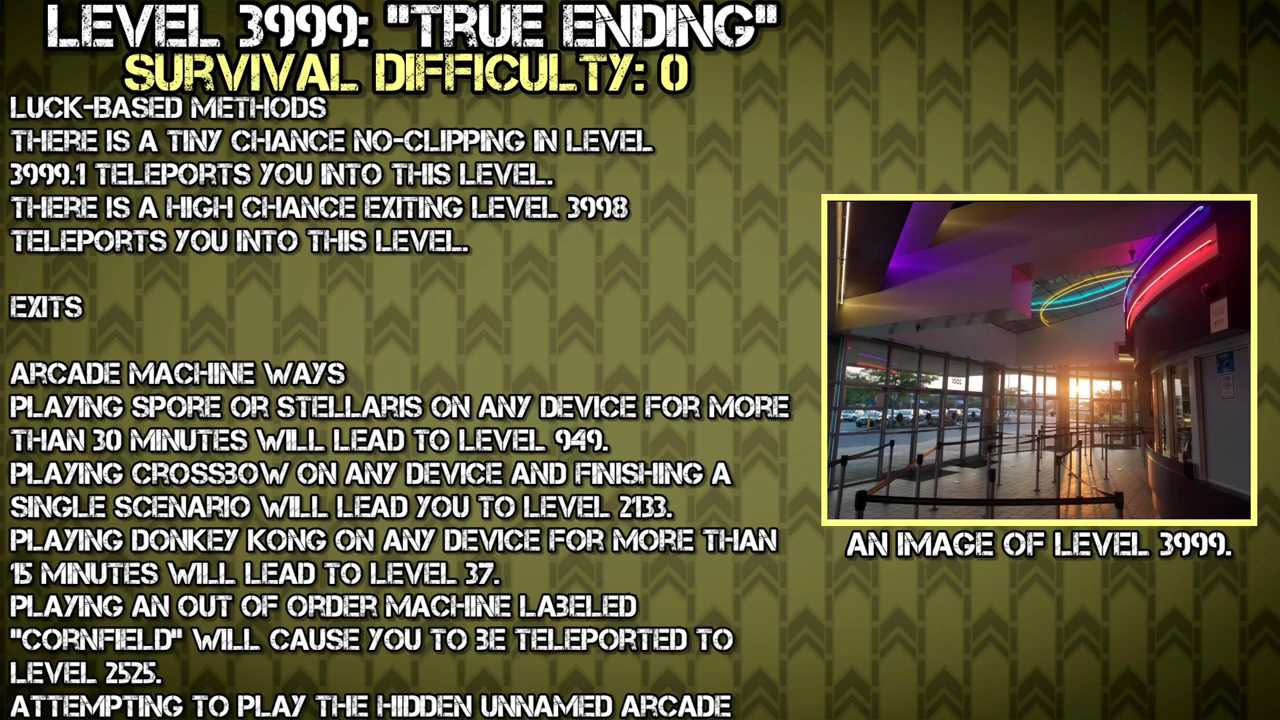 LEVEL 3999: "TRUE ENDING"
SURVIVAL DIFFICULTY: 0
LUCK-BASED METHODS
THERE IS A TINY CHANCE NO-CLIPPING IN LEVEL
3999.1 TELEPORTS YOU INTO THIS LEVEL.
THERE IS A HIGH CHANCE EXITING LEVEL 3998
TELEPORTS YOU INTO THIS LEVEL.
EXITS
ARCADE MACHINE WAYS
PLAYING SPORE OR STELLARIS ON ANY DEVICE FOR MORE
THAN 30 MINUTES WILL LEAD TO LEVEL 949.
PLAYING CROSSBOW ON ANY DEVICE AND FINISHING A
SINGLE SCENARIO WILL LEAD YOU TO LEVEL 2133.
PLAYING DONKEY KONG ON ANY DEVICE FOR MORE THAN
15 MINUTES WILL LEAD TO LEVEL 37.
PLAYING AN OUT OF ORDER MACHINE LABELED
"CORNFIELD" WILL CAUSE YOU TO BE TELEPORTED TO
LEVEL 2525.
ATTEMPTING TO PLAY THE HIDDEN UNNAMED ARCADE
AN IMAGE OF LEVEL 3999.